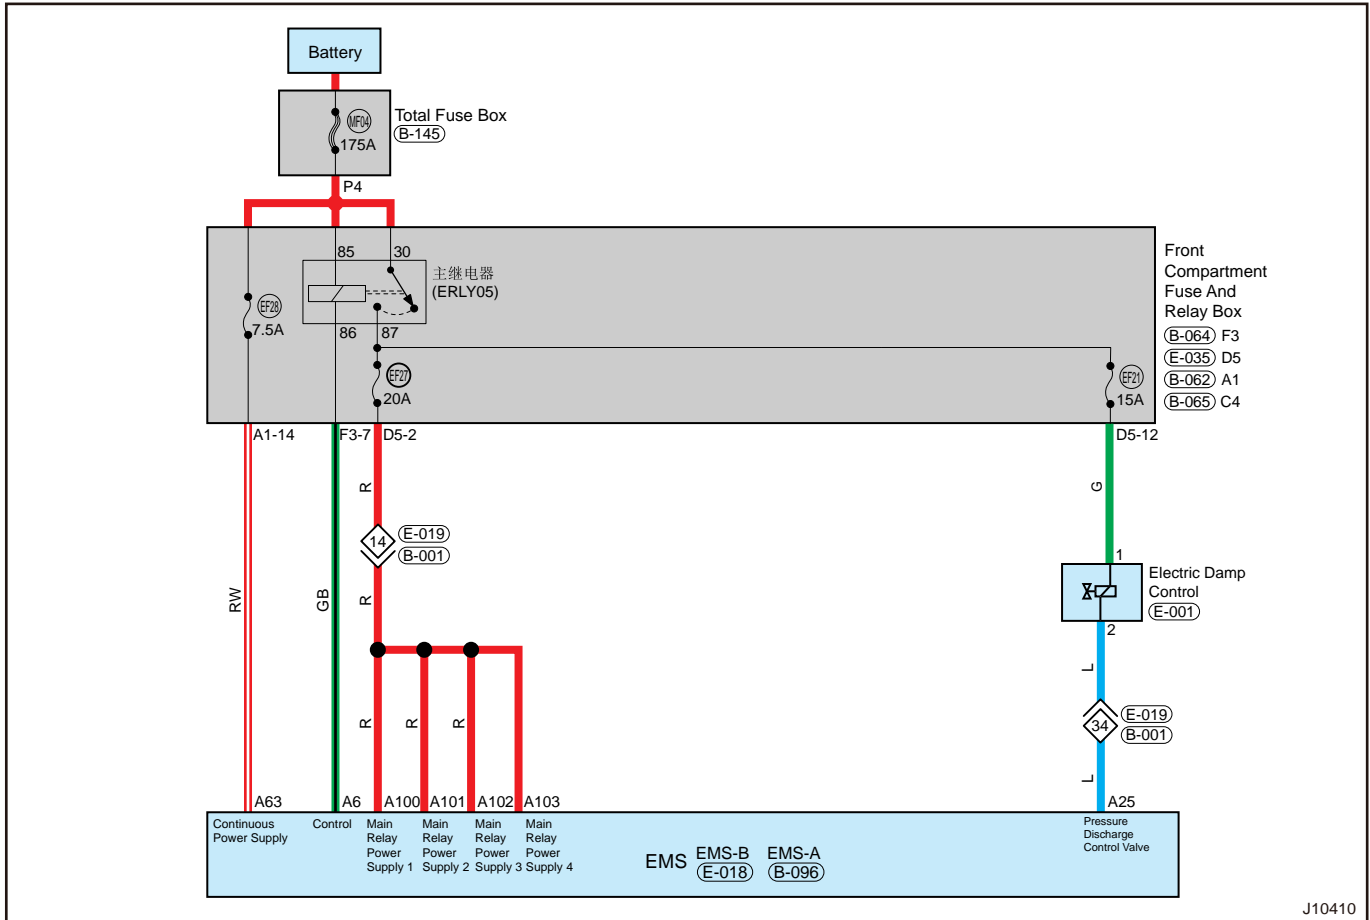 Battery
MF04
175A
Total Fuse Box
B-145
P4
85
30
主继电器
(ERLY05)
EF28
7.5A
86
87
EF27
20A
EF21
15A
Front
Compartment
Fuse And
Relay Box
B-064 F3
E-035 D5
B-062 A1
B-065 C4
A1-14
F3-7
D5-2
D5-12
R
G
14
E-019
B-001
1
Electric Damp
Control
E-001
2
RW
GB
R
L
R
R
R
34
E-019
B-001
L
A63
A6
A100
A101
A102
A103
A25
Continuous
Power Supply
Control
Main
Relay
Power
Supply 1
Main
Relay
Power
Supply 2
Main
Relay
Power
Supply 3
Main
Relay
Power
Supply 4
EMS
EMS-B
E-018
EMS-A
B-096
Pressure
Discharge
Control Valve
J10410